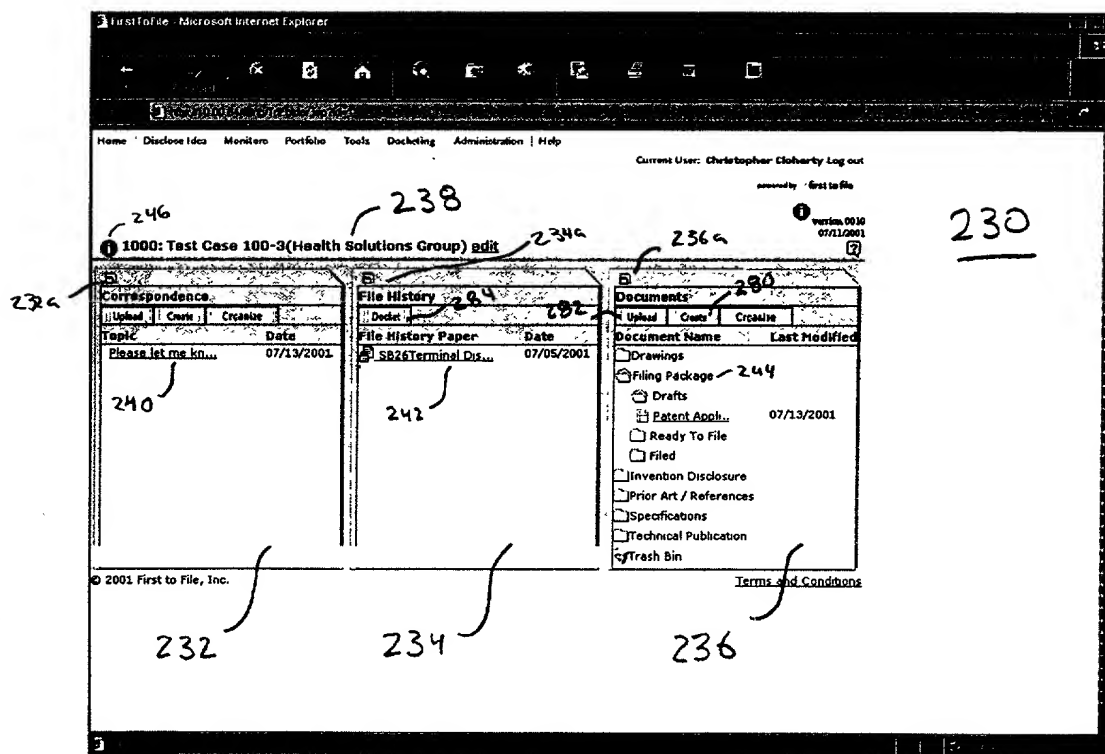 FirstToFile - Microsoft Internet Explorer
Home Disclose Idea Monitors Portfolio Tools Docketing Administration | Help
Current User: Christopher Cloherty Log out
powered by first to file
version 0010
07/11/2001
246
238
230
1000: Test Case 100-3(Health Solutions Group) edit
?
232a
234a
236a
Correspondence
Upload Create Organize
Topic Date
Please let me kn... 07/13/2001
240
File History
284
Docket
File History Paper Date
SB26Terminal Dis... 07/05/2001
242
Documents
280
282
Upload Create Organize
Document Name Last Modified
Drawings
Filing Package 244
Drafts
Patent Appli.. 07/13/2001
Ready To File
Filed
Invention Disclosure
Prior Art / References
Specifications
Technical Publication
Trash Bin
© 2001 First to File, Inc.
Terms and Conditions
232
234
236